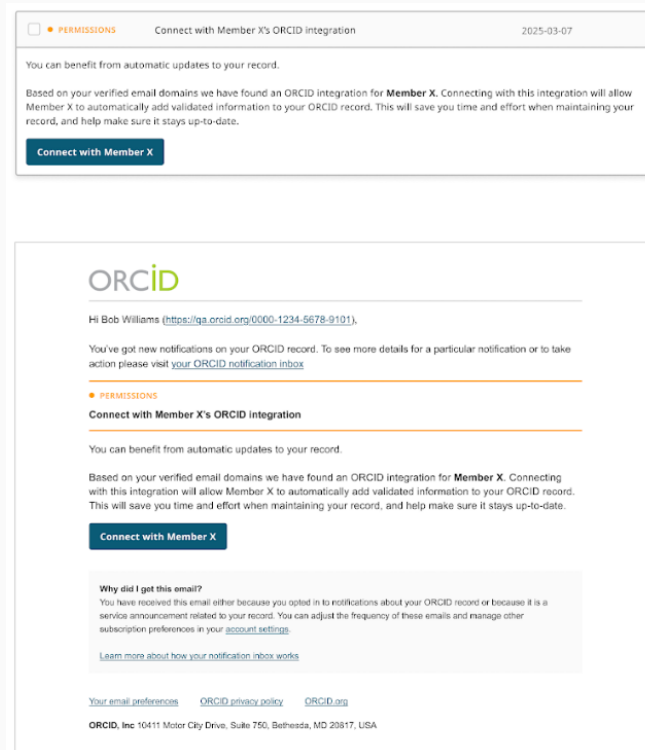 PERMISSIONS Connect with Member X's ORCID integration 2025-03-07
You can benefit from automatic updates to your record.
Based on your verified email domains we have found an ORCID integration for Member X. Connecting with this integration will allow
Member X to automatically add validated information to your ORCID record. This will save you time and effort when maintaining your
record, and help make sure it stays up-to-date.
Connect with Member X
ORCID
Hi Bob Williams (https://qa.orcid.org/0000-1234-5678-9101),
You've got new notifications on your ORCID record. To see more details for a particular notification or to take
action please visit your ORCID notification inbox
PERMISSIONS
Connect with Member X's ORCID integration
You can benefit from automatic updates to your record.
Based on your verified email domains we have found an ORCID integration for Member X. Connecting
with this integration will allow Member X to automatically add validated information to your ORCID record.
This will save you time and effort when maintaining your record, and help make sure it stays up-to-date.
Connect with Member X
Why did I get this email?
You have received this email either because you opted in to notifications about your ORCID record or because it is a
service announcement related to your record. You can adjust the frequency of these emails and manage other
subscription preferences in your account settings.
Learn more about how your notification inbox works
Your email preferences ORCID privacy policy ORCID.org
ORCID, Inc 10411 Motor City Drive, Suite 750, Bethesda, MD 20817, USA